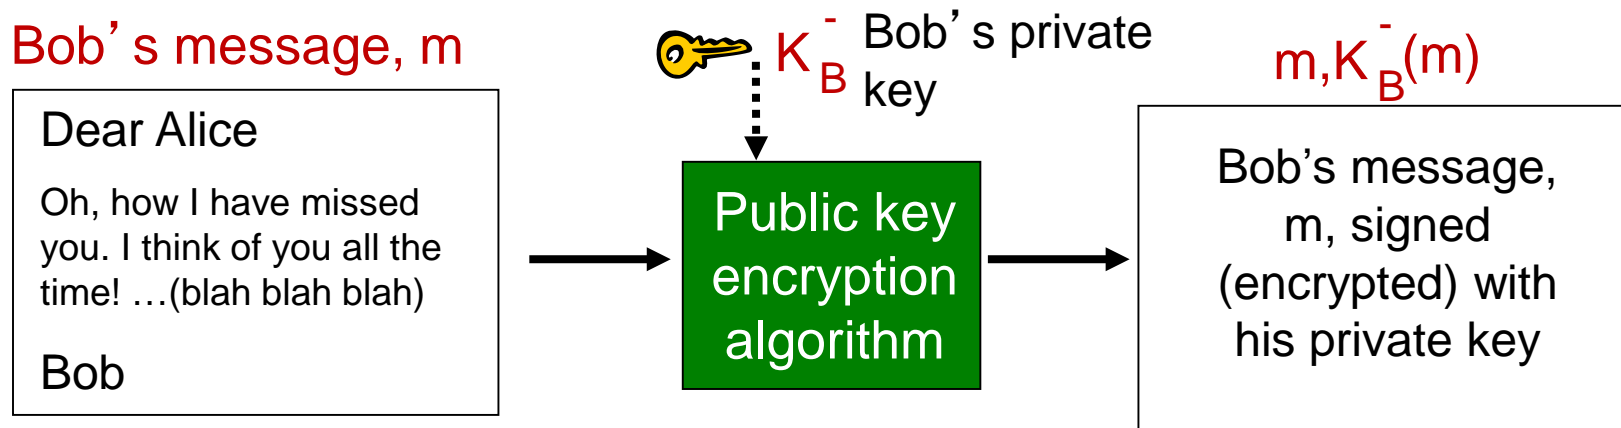 Bob’s message, m
Dear Alice
Oh, how I have missed
you. I think of you all the
time! …(blah blah blah)
Bob
K
-
B
Bob’s private
key
Public key
encryption
algorithm
m,K
-
B
(m)
Bob’s message,
m, signed
(encrypted) with
his private key